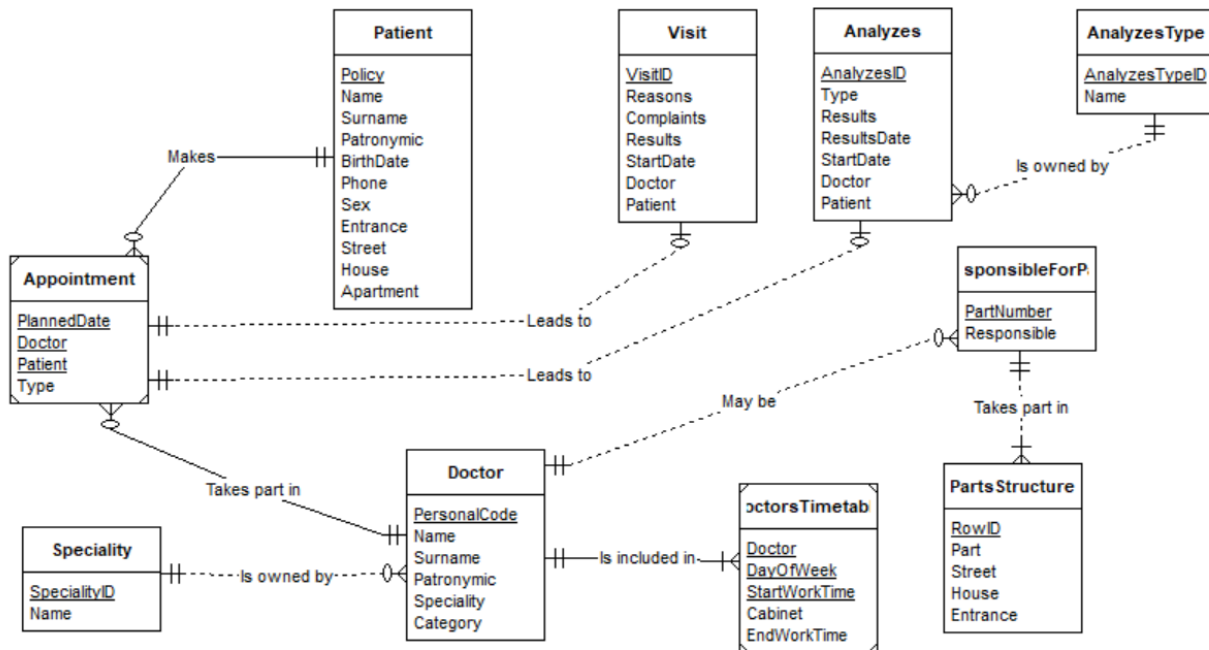 Patient
Policy
Name
Surname
Patronymic
BirthDate
Phone
Sex
Entrance
Street
House
Apartment
Visit
VisitID
Reasons
Complaints
Results
StartDate
Doctor
Patient
Analyzes
AnalyzesID
Type
Results
ResultsDate
StartDate
Doctor
Patient
AnalyzesType
AnalyzesTypeID
Name
Makes
Is owned by
Appointment
PlannedDate
Doctor
Patient
Type
Leads to
Leads to
sponsibleForPa
PartNumber
Responsible
May be
Takes part in
Takes part in
Doctor
PersonalCode
Name
Surname
Patronymic
Speciality
Category
Speciality
SpecialityID
Name
Is owned by
Is included in
octorsTimetabl
Doctor
DayOfWeek
StartWorkTime
Cabinet
EndWorkTime
PartsStructure
RowID
Part
Street
House
Entrance